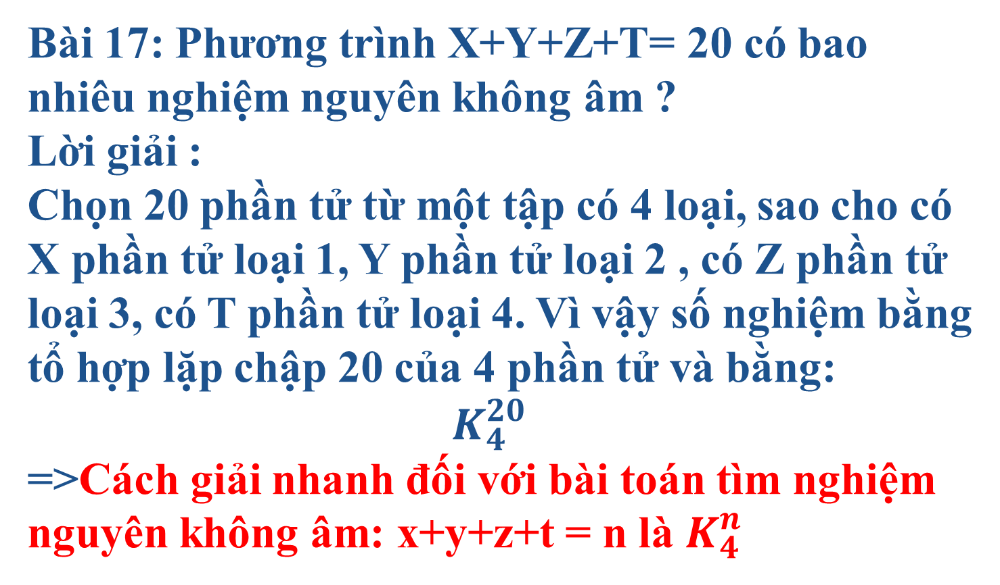 Bài 17: Phương trình X+Y+Z+T= 20 có bao
nhiêu nghiệm nguyên không âm ?
Lời giải :
Chọn 20 phần tử từ một tập có 4 loại, sao cho có
X phần tử loại 1, Y phần tử loại 2 , có Z phần tử
loại 3, có T phần tử loại 4. Vì vậy số nghiệm bằng
tổ hợp lặp chập 20 của 4 phần tử và bằng:
$K_4^{20}$
=>Cách giải nhanh đối với bài toán tìm nghiệm
nguyên không âm: x+y+z+t = n là $K_4^n$